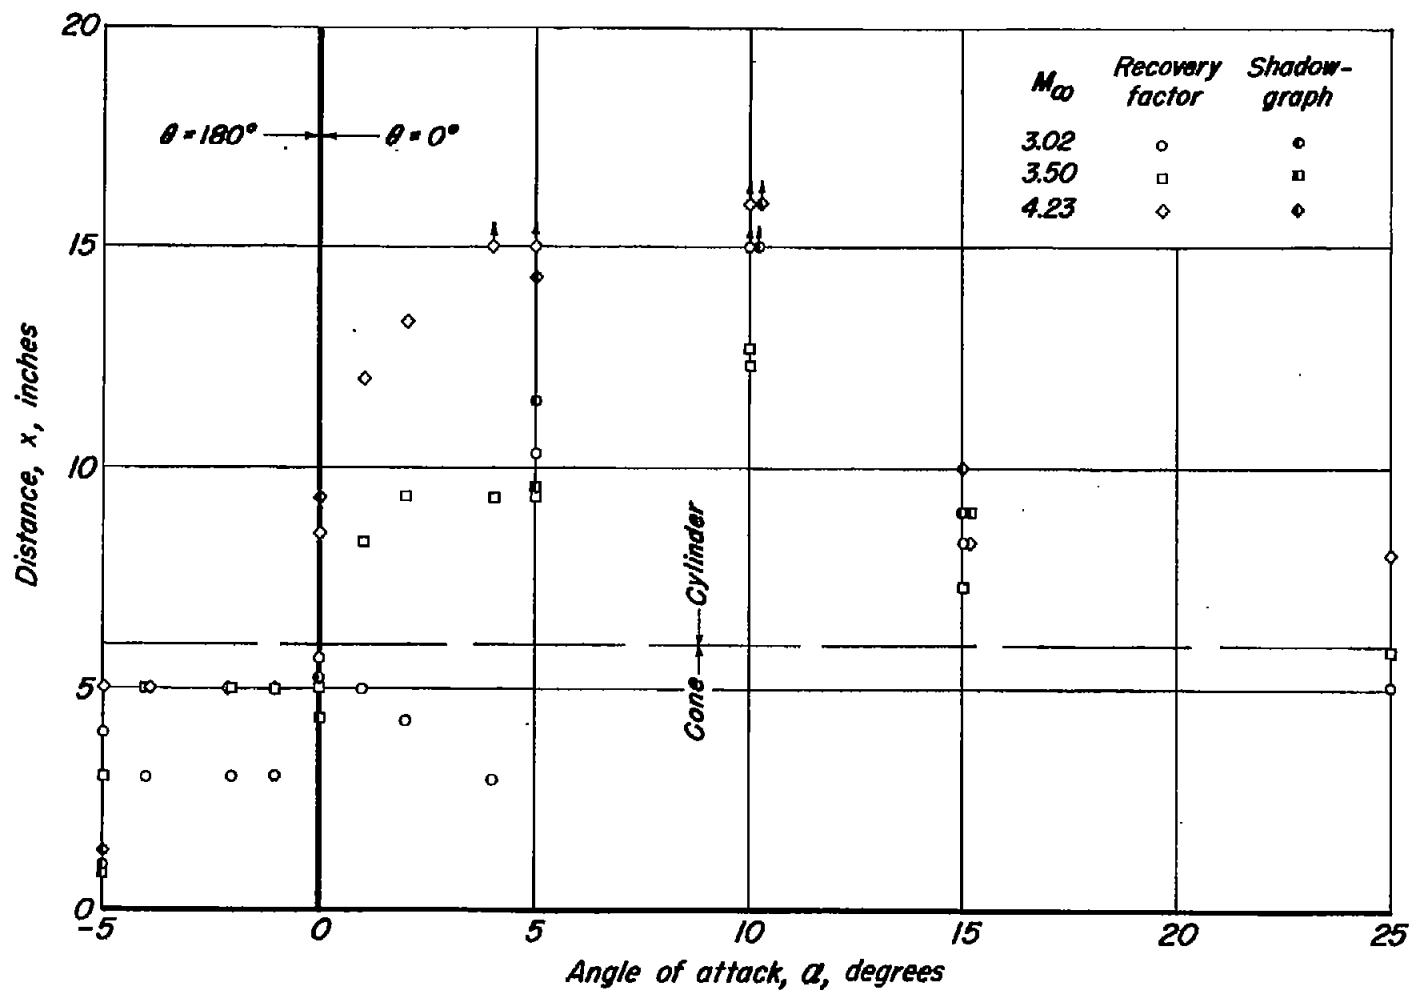 20
15
10
5
0
Distance, x, inches
-5 0 5 10 15 20 25
Angle of attack, α, degrees
θ = 180° θ = 0°
M∞ Recovery factor Shadow-graph
3.02
3.50
4.23
Cone Cylinder